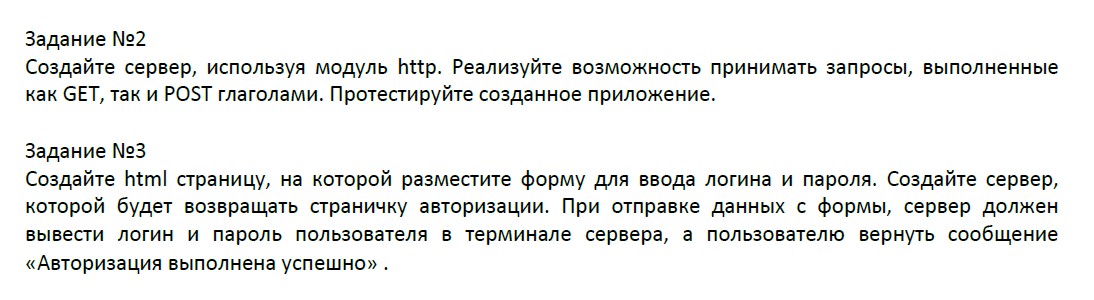 Задание №2
Создайте сервер, используя модуль http. Реализуйте возможность принимать запросы, выполненные
как GET, так и POST глаголами. Протестируйте созданное приложение.
Задание №3
Создайте html страницу, на которой разместите форму для ввода логина и пароля. Создайте сервер,
которой будет возвращать страничку авторизации. При отправке данных с формы, сервер должен
вывести логин и пароль пользователя в терминале сервера, а пользователю вернуть сообщение
«Авторизация выполнена успешно» .